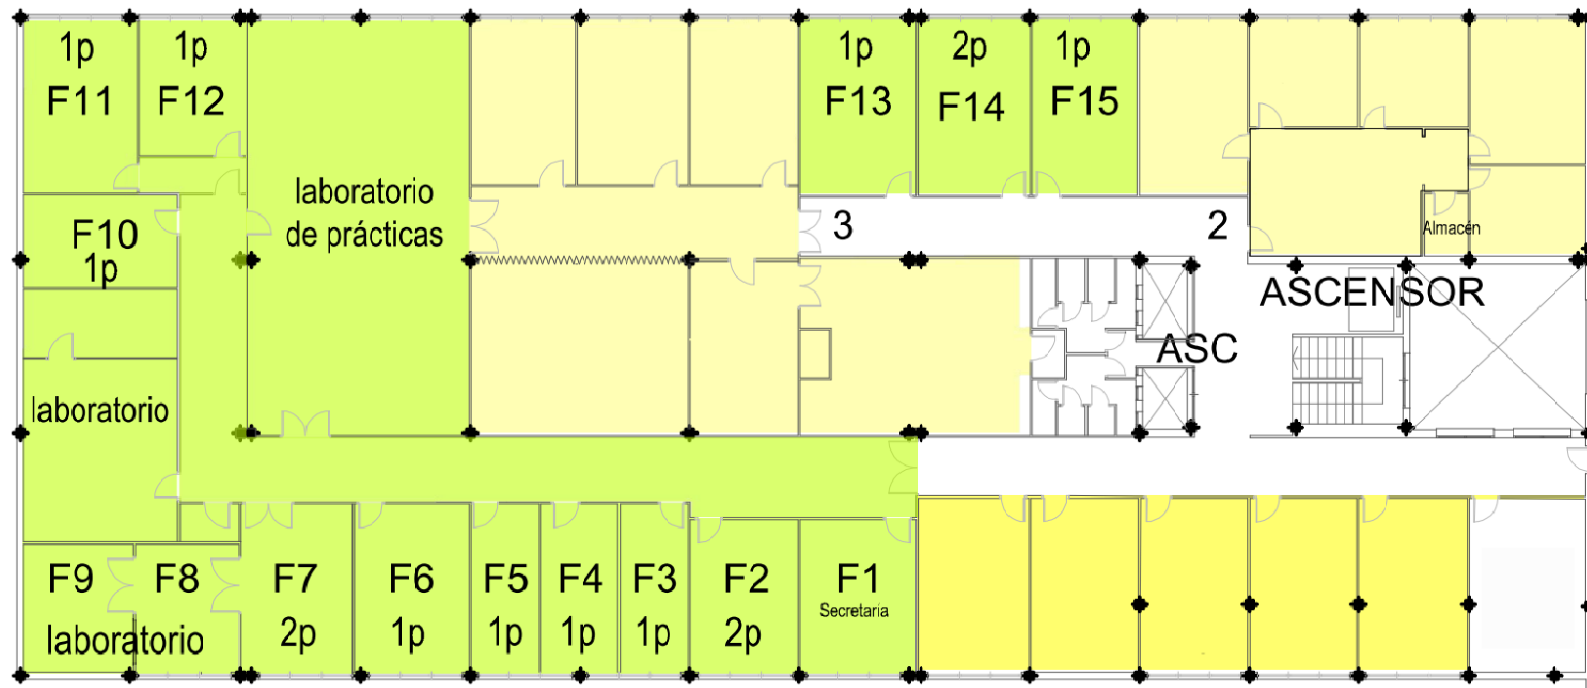 1p
F11
1p
F12
1p
F13
2p
F14
1p
F15
laboratorio
de prácticas
F10
1p
3
2
Almacén
ASCENSOR
ASC
laboratorio
F9
F8
laboratorio
F7
2p
F6
1p
F5
1p
F4
1p
F3
1p
F2
2p
F1
Secretaria